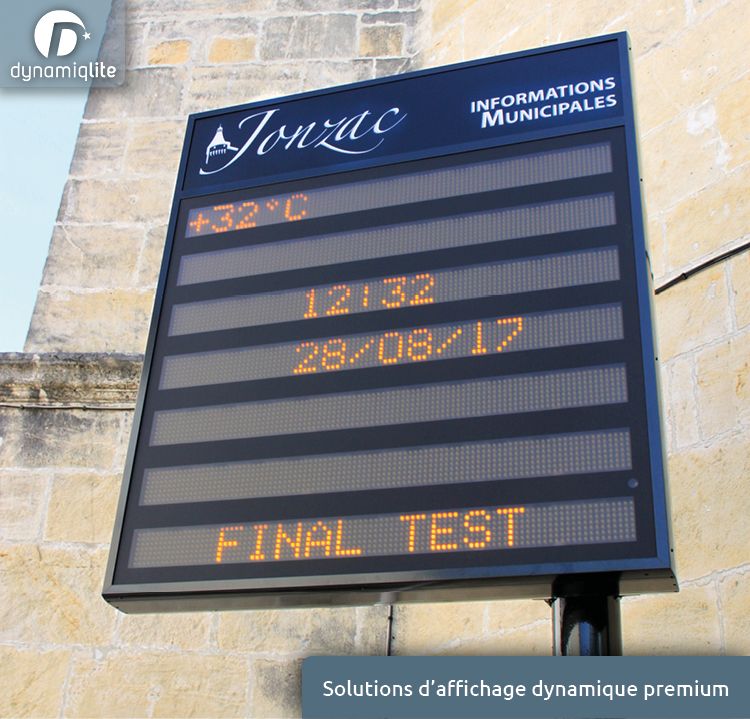 dynamiqlite
Jonzac
INFORMATIONS
MUNICIPALES
+32°C
12:32
28/08/17
FINAL TEST
Solutions d'affichage dynamique premium